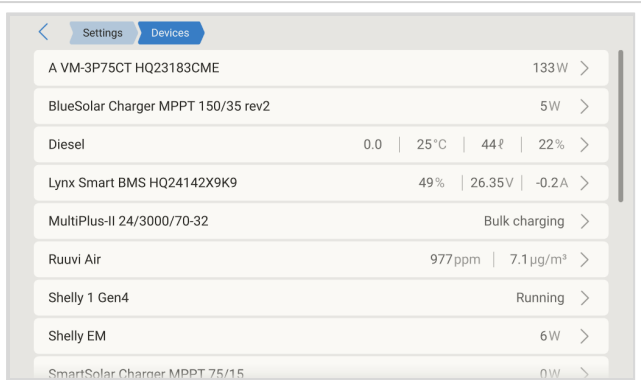 Settings Devices
A VM-3P75CT HQ23183CME 133W
BlueSolar Charger MPPT 150/35 rev2 5W
Diesel 0.0 25°C 44ℓ 22%
Lynx Smart BMS HQ24142X9K9 49% 26.35V -0.2A
MultiPlus-II 24/3000/70-32 Bulk charging
Ruuvi Air 977ppm 7.1µg/m³
Shelly 1 Gen4 Running
Shelly EM 6W
SmartSolar Charger MPPT 75/15 0W